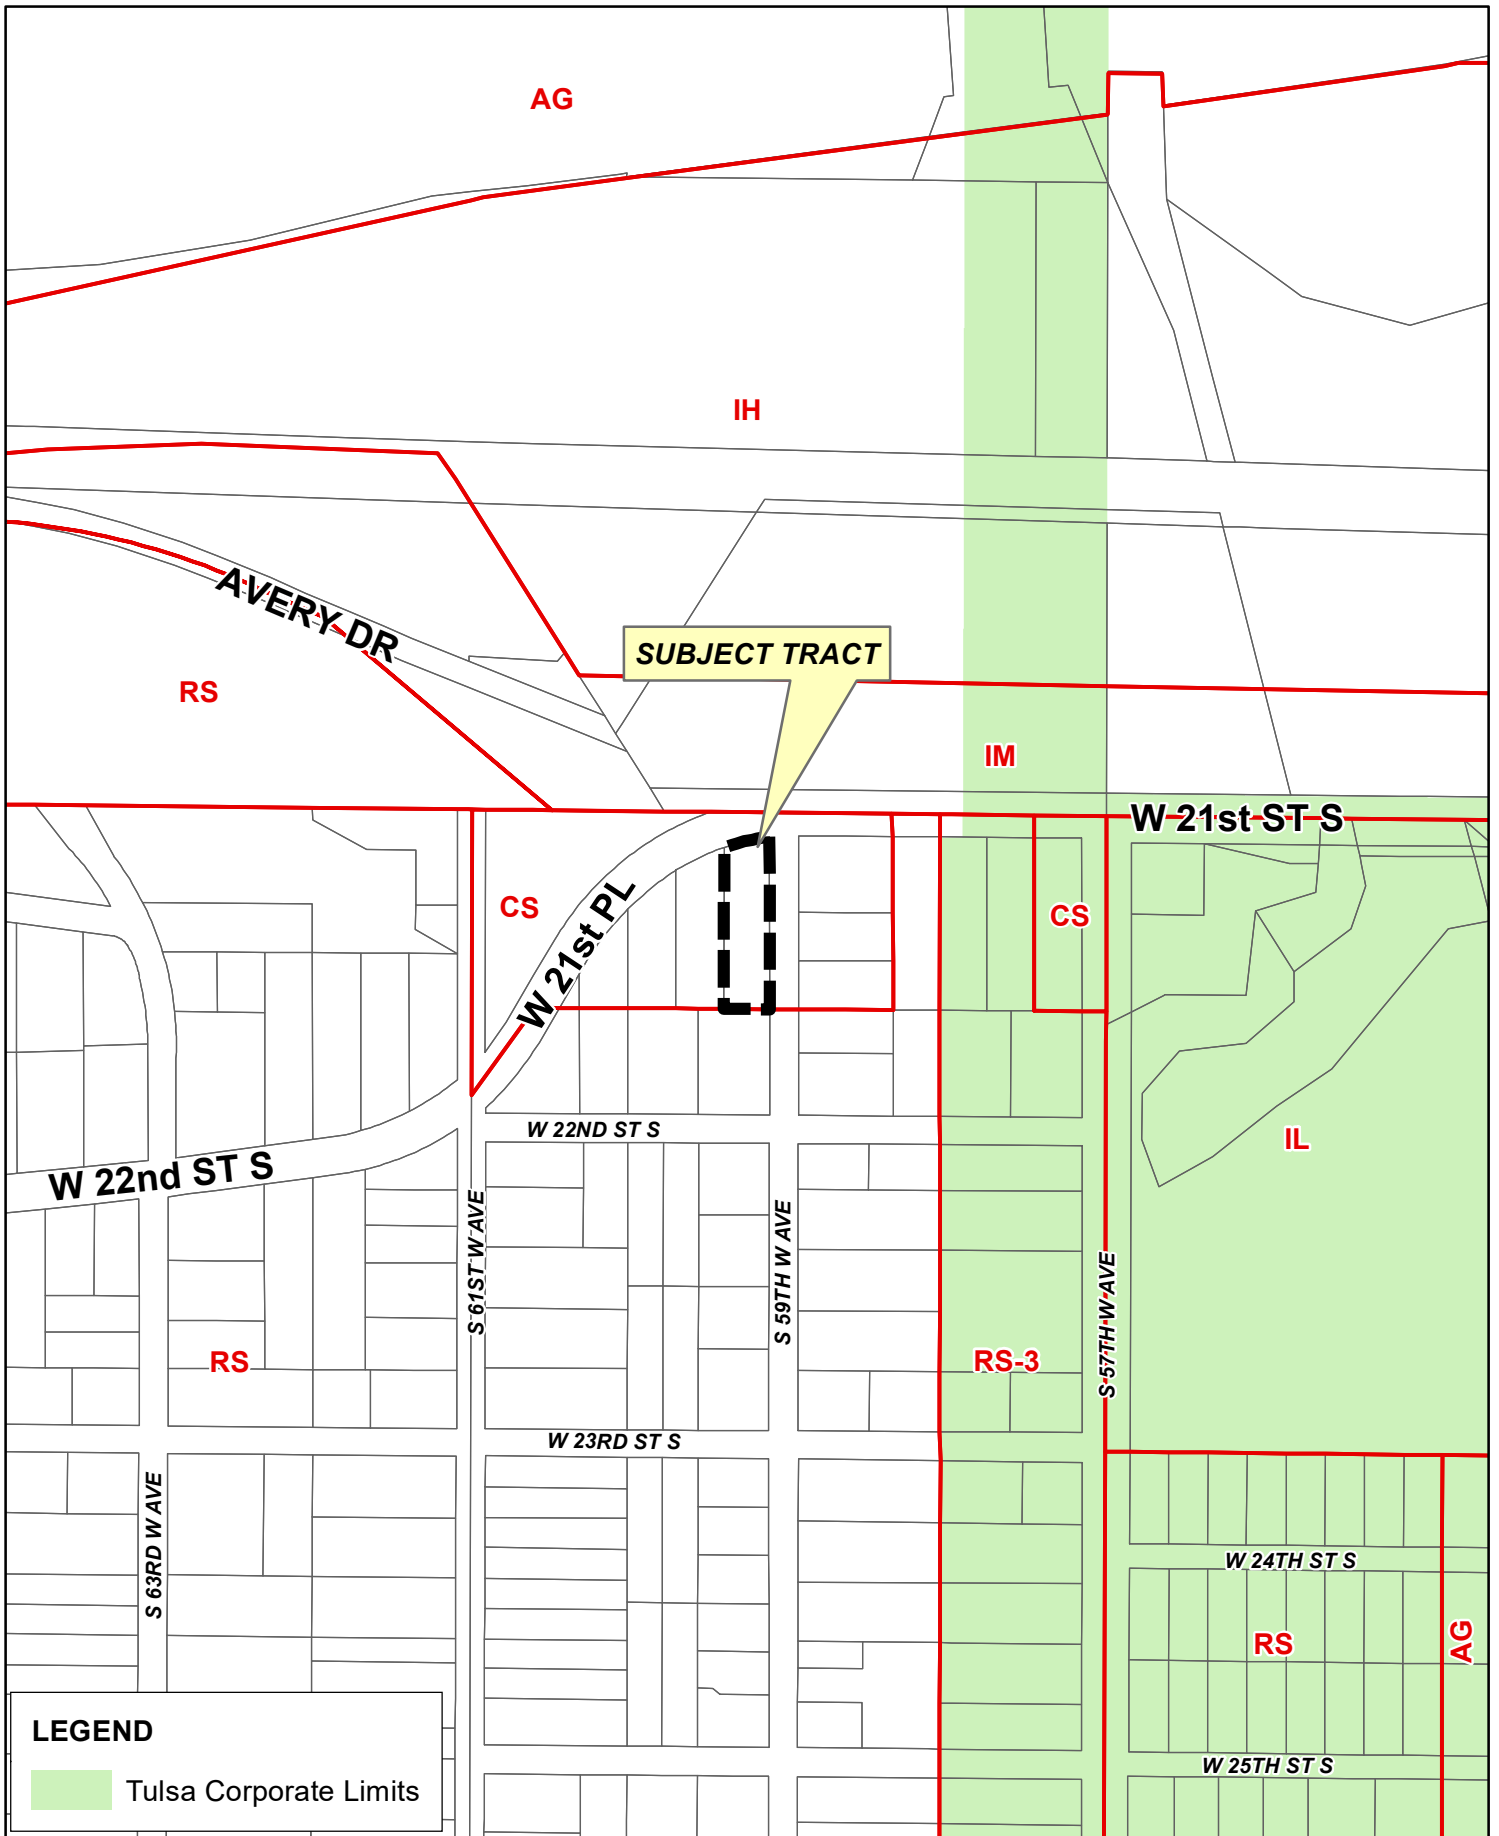 AG
IH
AVERY DR
SUBJECT TRACT
RS
IM
W 21st ST S
CS
W 21st PL
CS
W 22ND ST S
IL
W 22nd ST S
S 61ST W AVE
S 59TH W AVE
S 57TH W AVE
RS
RS-3
W 23RD ST S
S 63RD W AVE
W 24TH ST S
RS
AG
LEGEND
W 25TH ST S
Tulsa Corporate Limits